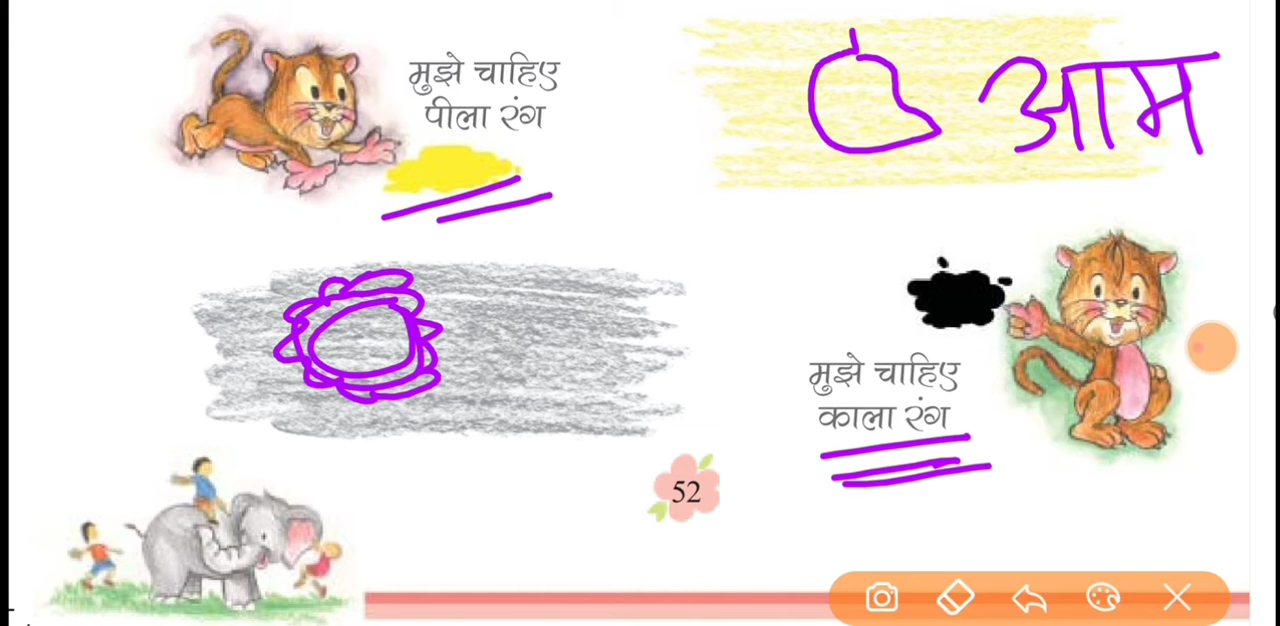 मुझे चाहिए
पीला रंग
आम
मुझे चाहिए
काला रंग
52